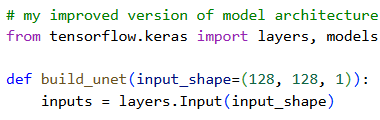 # my improved version of model architecture
from tensorflow.keras import layers, models

def build_unet(input_shape=(128, 128, 1)):
    inputs = layers.Input(input_shape)